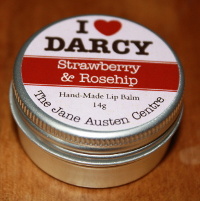 I ❤ DARCY
Strawberry
& Rosehip
Hand-Made Lip Balm
14g
The Jane Austen Centre